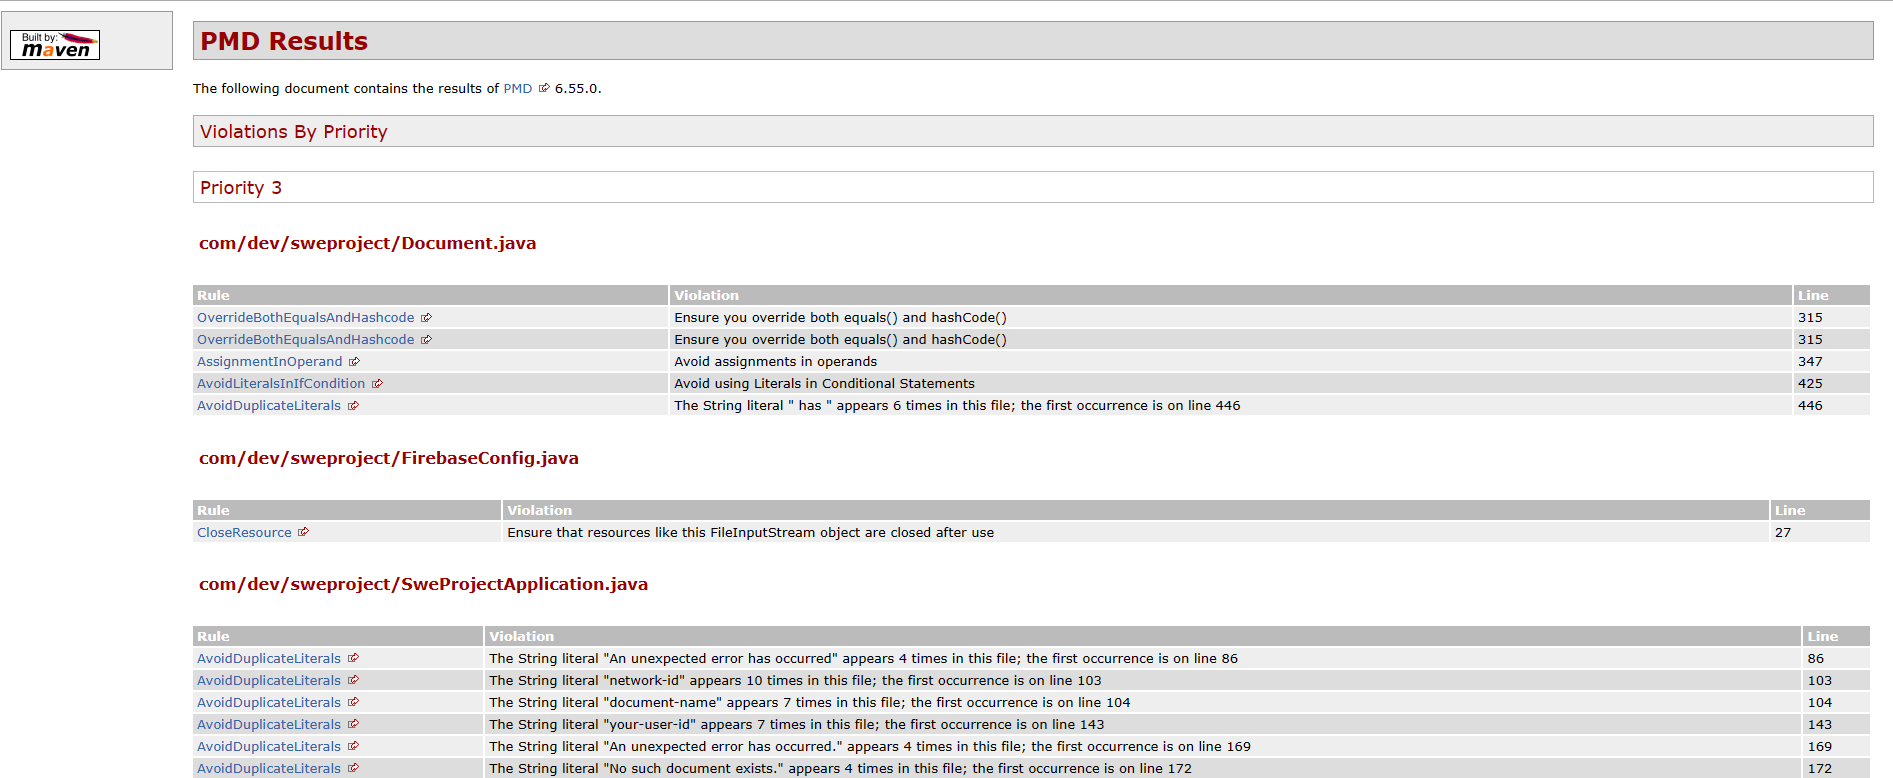 Built by:
maven
PMD Results
The following document contains the results of PMD 6.55.0.
Violations By Priority
Priority 3
com/dev/sweproject/Document.java
Rule Violation Line
OverrideBothEqualsAndHashcode Ensure you override both equals() and hashCode() 315
OverrideBothEqualsAndHashcode Ensure you override both equals() and hashCode() 315
AssignmentInOperand Avoid assignments in operands 347
AvoidLiteralsInIfCondition Avoid using Literals in Conditional Statements 425
AvoidDuplicateLiterals The String literal " has " appears 6 times in this file; the first occurrence is on line 446 446
com/dev/sweproject/FirebaseConfig.java
Rule Violation Line
CloseResource Ensure that resources like this FileInputStream object are closed after use 27
com/dev/sweproject/SweProjectApplication.java
Rule Violation Line
AvoidDuplicateLiterals The String literal "An unexpected error has occurred" appears 4 times in this file; the first occurrence is on line 86 86
AvoidDuplicateLiterals The String literal "network-id" appears 10 times in this file; the first occurrence is on line 103 103
AvoidDuplicateLiterals The String literal "document-name" appears 7 times in this file; the first occurrence is on line 104 104
AvoidDuplicateLiterals The String literal "your-user-id" appears 7 times in this file; the first occurrence is on line 143 143
AvoidDuplicateLiterals The String literal "An unexpected error has occurred." appears 4 times in this file; the first occurrence is on line 169 169
AvoidDuplicateLiterals The String literal "No such document exists." appears 4 times in this file; the first occurrence is on line 172 172